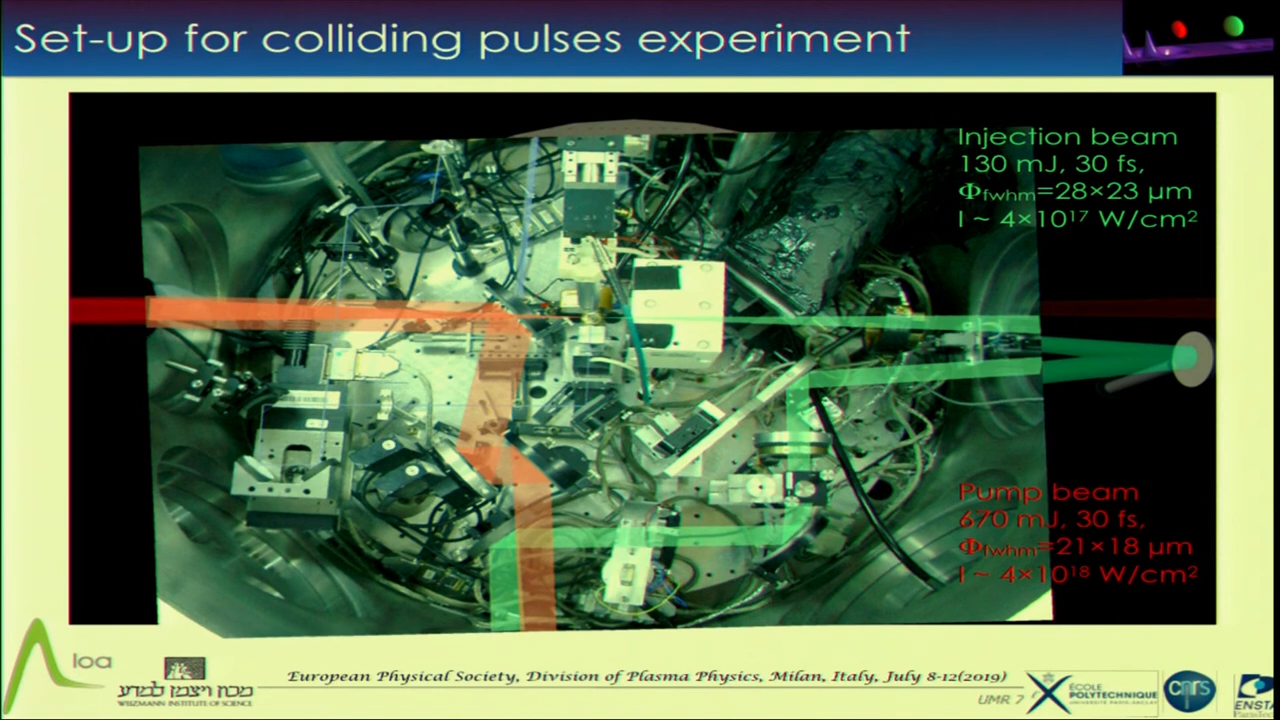 Set-up for colliding pulses experiment
Injection beam
130 mJ, 30 fs,
Φfwhm=28×23 µm
I ~ 4×10¹⁷ W/cm²
Pump beam
670 mJ, 30 fs,
Φfwhm=21×18 µm
I ~ 4×10¹⁸ W/cm²
loa
מכון ויצמן למדע
WEIZMANN INSTITUTE OF SCIENCE
European Physical Society, Division of Plasma Physics, Milan, Italy, July 8-12(2019)
UMR 7
ÉCOLE
POLYTECHNIQUE
UNIVERSITÉ PARIS-SACLAY
cnrs
ENSTA